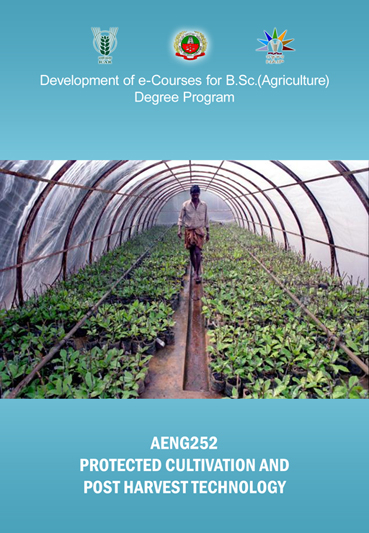 Development of e-Courses for B.Sc.(Agriculture)
Degree Program
AENG252
PROTECTED CULTIVATION AND
POST HARVEST TECHNOLOGY